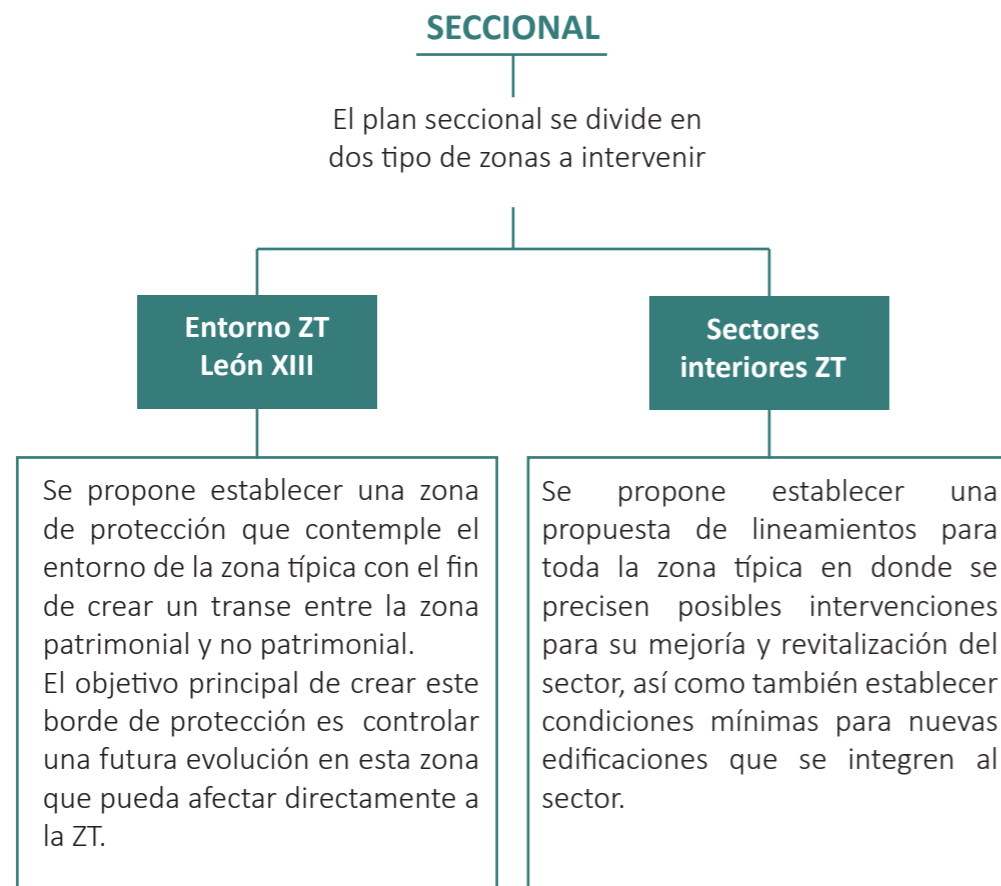 SECCIONAL
El plan seccional se divide en
dos tipo de zonas a intervenir
Entorno ZT
León XIII
Se propone establecer una zona
de protección que contemple el
entorno de la zona típica con el fin
de crear un transe entre la zona
patrimonial y no patrimonial.
El objetivo principal de crear este
borde de protección es controlar
una futura evolución en esta zona
que pueda afectar directamente a
la ZT.
Sectores
interiores ZT
Se propone establecer una
propuesta de lineamientos para
toda la zona típica en donde se
precisen posibles intervenciones
para su mejoría y revitalización del
sector, así como también establecer
condiciones mínimas para nuevas
edificaciones que se integren al
sector.